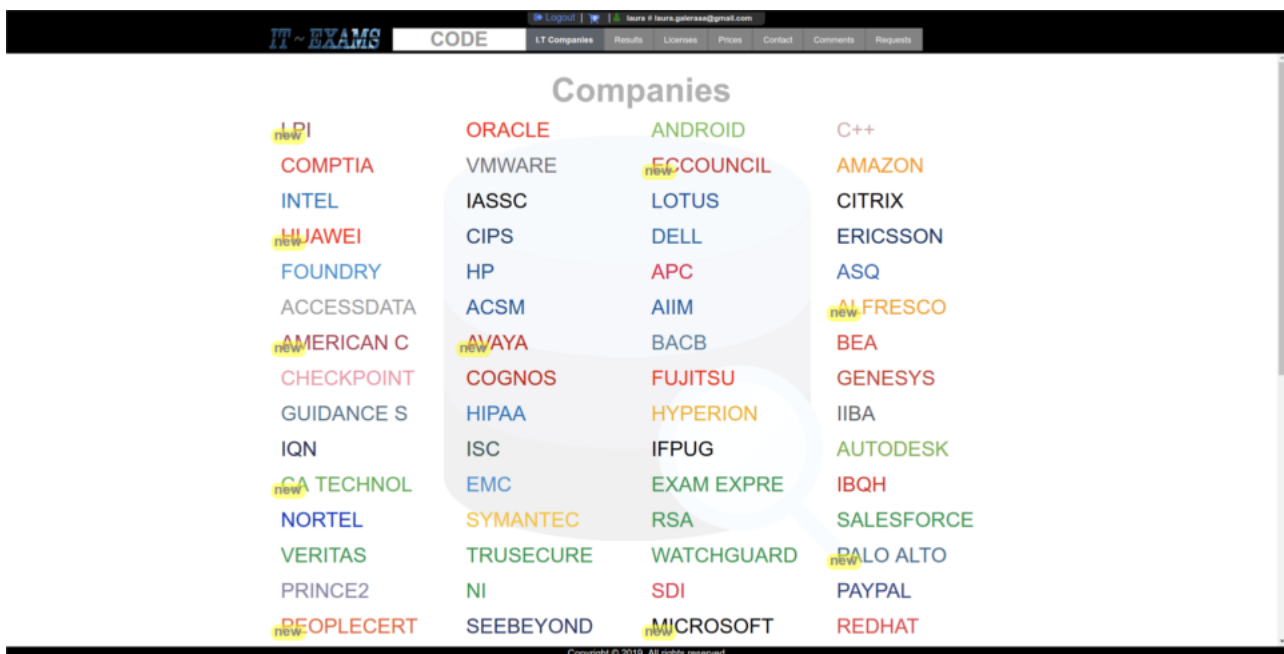 Logout | | laura # laura.galeraaa@gmail.com
IT ~ EXAMS CODE I.T Companies Results Licenses Prices Contact Comments Requests
Companies
new LPI ORACLE ANDROID C++
COMPTIA VMWARE new ECCOUNCIL AMAZON
INTEL IASSC LOTUS CITRIX
new HUAWEI CIPS DELL ERICSSON
FOUNDRY HP APC ASQ
ACCESSDATA ACSM AIIM new ALFRESCO
new AMERICAN C new AVAYA BACB BEA
CHECKPOINT COGNOS FUJITSU GENESYS
GUIDANCE S HIPAA HYPERION IIBA
IQN ISC IFPUG AUTODESK
new CA TECHNOL EMC EXAM EXPRE IBQH
NORTEL SYMANTEC RSA SALESFORCE
VERITAS TRUSECURE WATCHGUARD new PALO ALTO
PRINCE2 NI SDI PAYPAL
new PEOPLECERT SEEBEYOND new MICROSOFT REDHAT
Copyright © 2019. All rights reserved